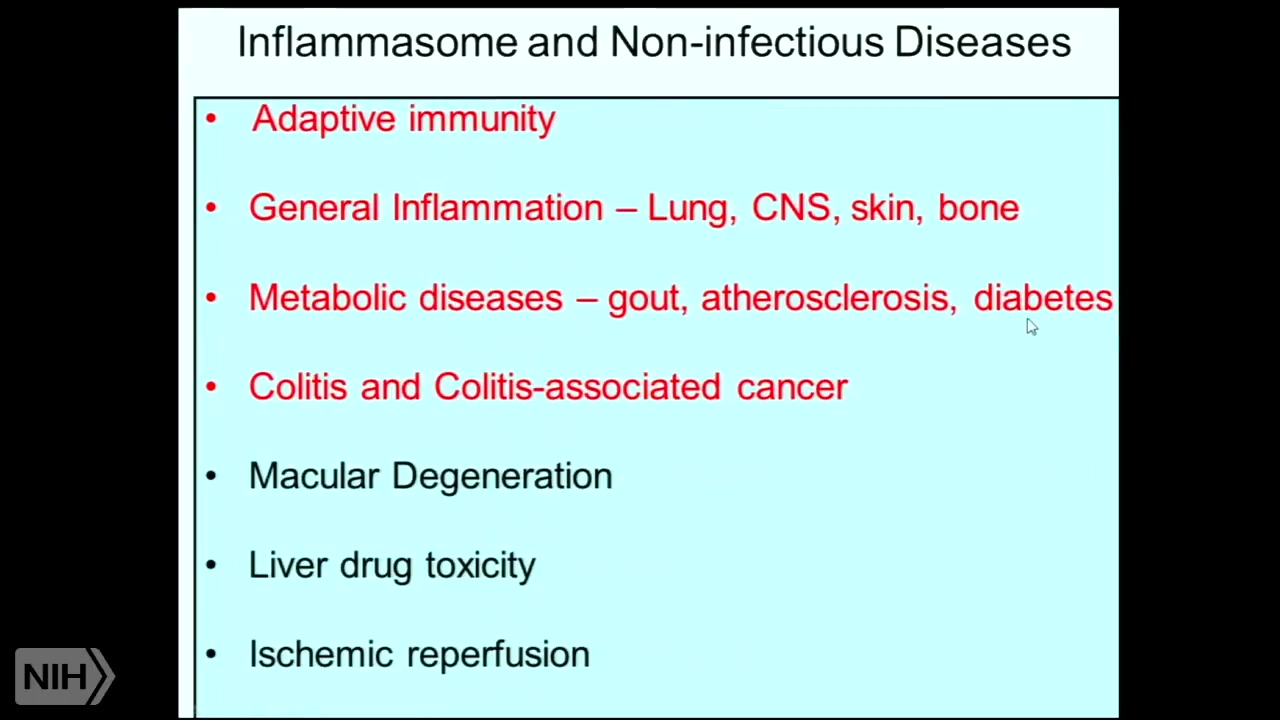 Inflammasome and Non-infectious Diseases
• Adaptive immunity
• General Inflammation – Lung, CNS, skin, bone
• Metabolic diseases – gout, atherosclerosis, diabetes
• Colitis and Colitis-associated cancer
• Macular Degeneration
• Liver drug toxicity
• Ischemic reperfusion
NIH